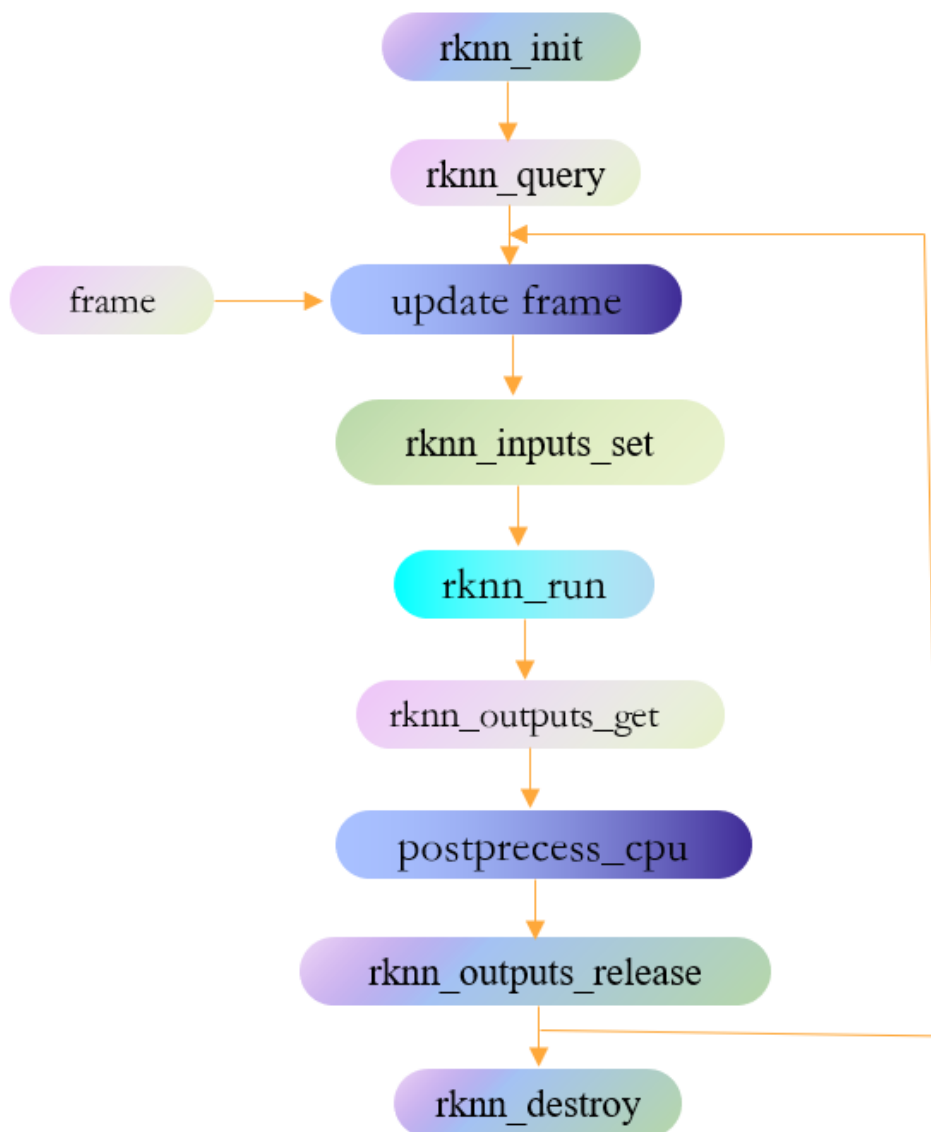 rknn_init
rknn_query
frame
update frame
rknn_inputs_set
rknn_run
rknn_outputs_get
postprecess_cpu
rknn_outputs_release
rknn_destroy